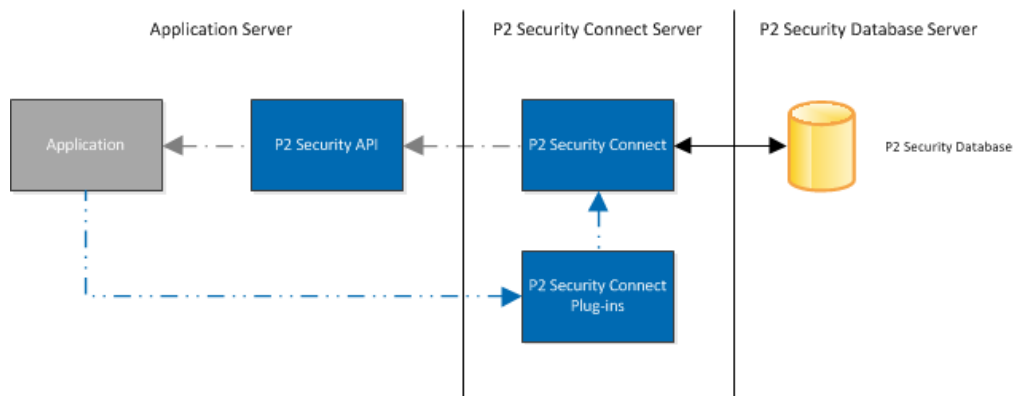 Application Server
P2 Security Connect Server
P2 Security Database Server
Application
P2 Security API
P2 Security Connect
P2 Security Database
P2 Security Connect
Plug-ins